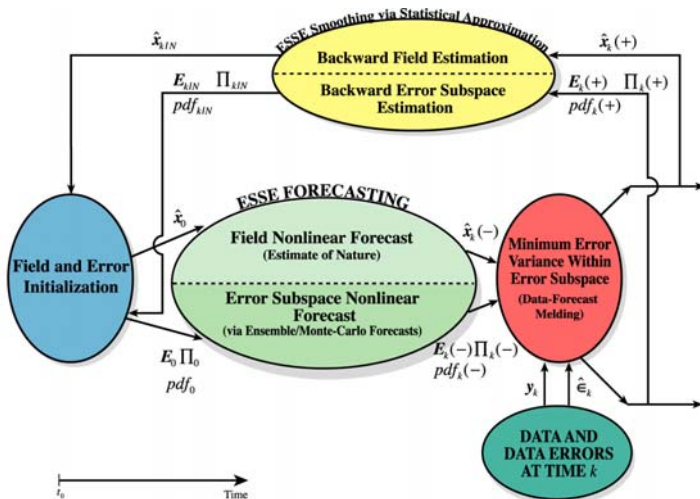 ESSE Smoothing via Statistical Approximation
x̂ₖ/N
Backward Field Estimation
x̂ₖ(+)
Eₖ/N Πₖ/N
pdfₖ/N
Backward Error Subspace
Estimation
Eₖ(+) Πₖ(+)
pdfₖ(+)
ESSE FORECASTING
x̂₀
Field and Error
Initialization
Field Nonlinear Forecast
(Estimate of Nature)
Error Subspace Nonlinear
Forecast
(via Ensemble/Monte-Carlo Forecasts)
x̂ₖ(-)
Minimum Error
Variance Within
Error Subspace
(Data-Forecast
Melding)
E₀ Π₀
pdf₀
Eₖ(-) Πₖ(-)
pdfₖ(-)
yₖ
ε̂ₖ
DATA AND
DATA ERRORS
AT TIME k
t₀
Time